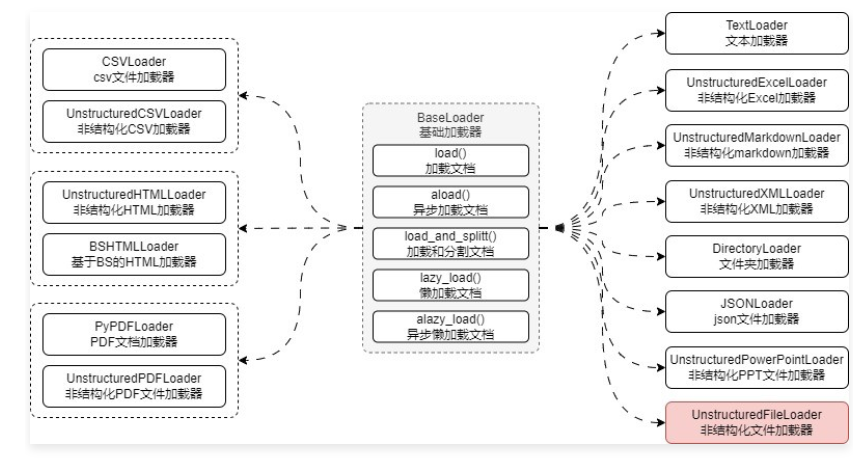 CSVLoader
csv文件加载器
UnstructuredCSVLoader
非结构化CSV加载器
UnstructuredHTMLLoader
非结构化HTML加载器
BSHTMLLoader
基于BS的HTML加载器
PyPDFLoader
PDF文档加载器
UnstructuredPDFLoader
非结构化PDF文件加载器
BaseLoader
基础加载器
load()
加载文档
aload()
异步加载文档
load_and_splitt()
加载和分割文档
lazy_load()
懒加载文档
alazy_load()
异步懒加载文档
TextLoader
文本加载器
UnstructuredExcelLoader
非结构化Excel加载器
UnstructuredMarkdownLoader
非结构化markdown加载器
UnstructuredXMLLoader
非结构化XML加载器
DirectoryLoader
文件夹加载器
JSONLoader
json文件加载器
UnstructuredPowerPointLoader
非结构化PPT文件加载器
UnstructuredFileLoader
非结构化文件加载器